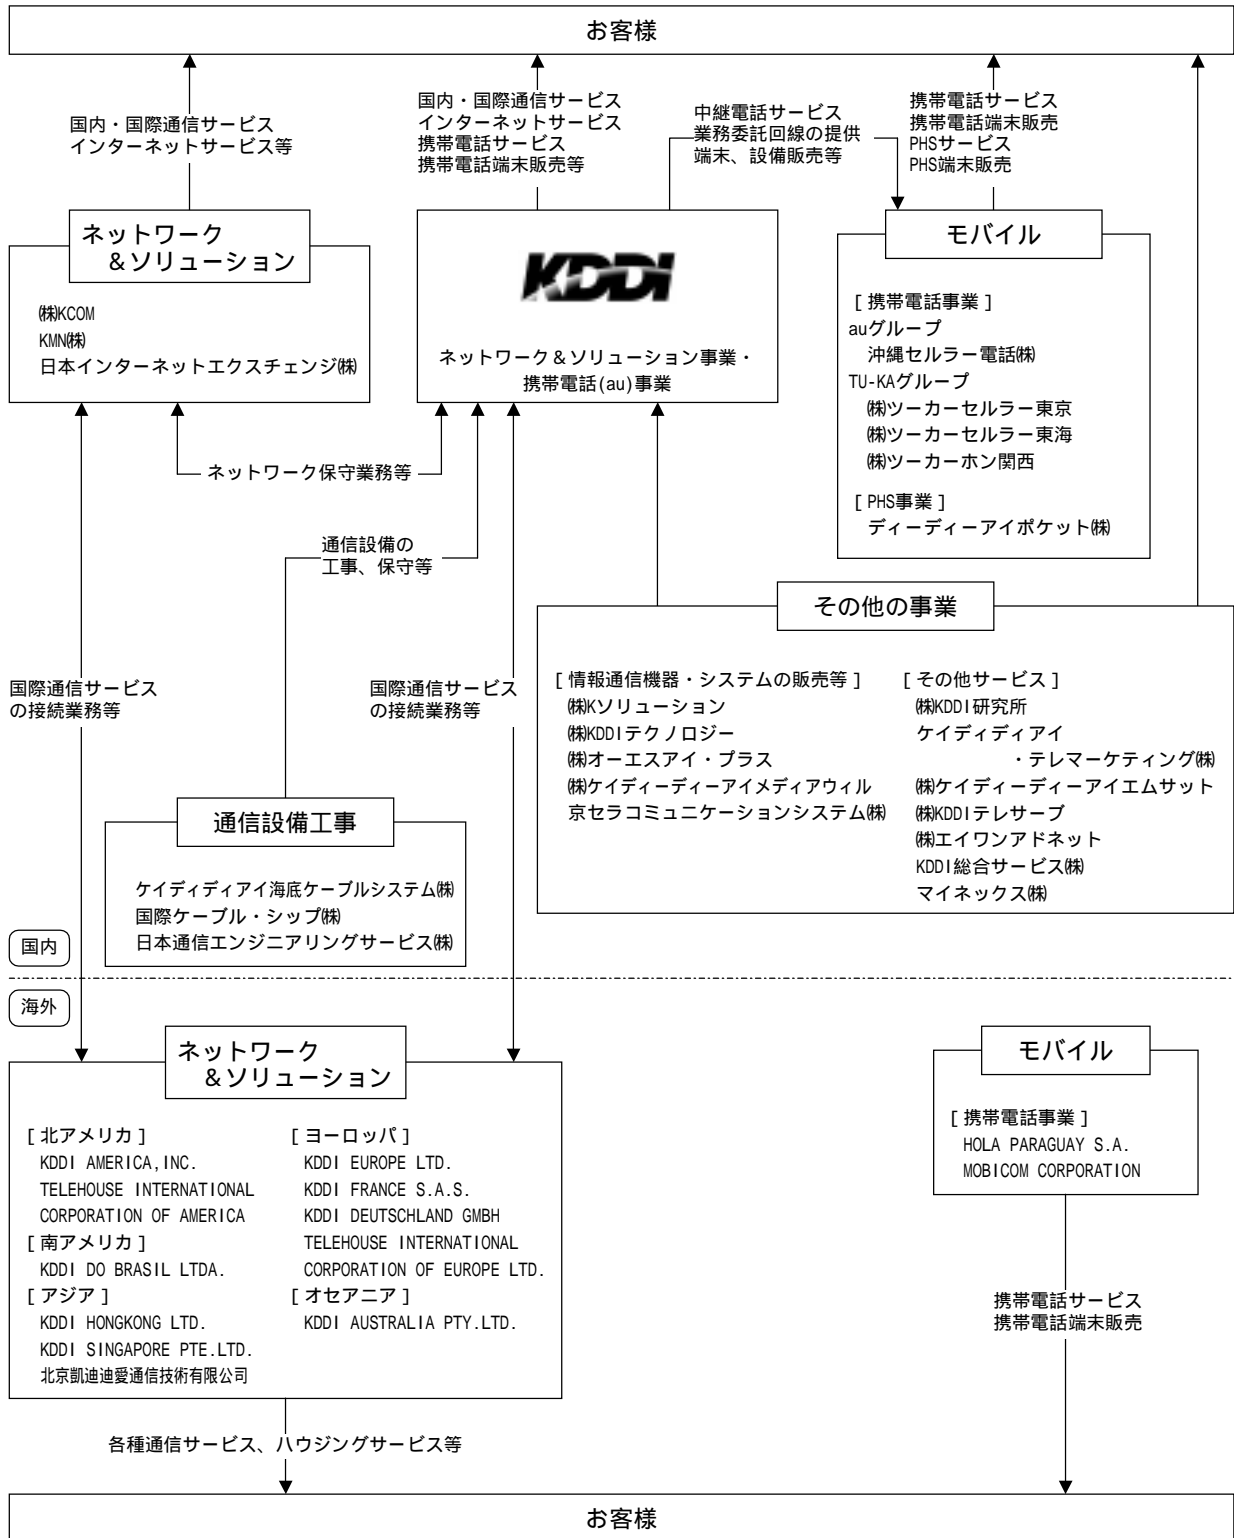 お客様
国内・国際通信サービス
インターネットサービス等
国内・国際通信サービス
インターネットサービス
携帯電話サービス
携帯電話端末販売等
中継電話サービス
業務委託回線の提供
端末、設備販売等
携帯電話サービス
携帯電話端末販売
PHSサービス
PHS端末販売
ネットワーク
＆ソリューション
㈱KCOM
KMN㈱
日本インターネットエクスチェンジ㈱
KDDI
ネットワーク＆ソリューション事業・
携帯電話(au)事業
モバイル
[ 携帯電話事業 ]
auグループ
沖縄セルラー電話㈱
TU-KAグループ
㈱ツーカーセルラー東京
㈱ツーカーセルラー東海
㈱ツーカーホン関西
[ PHS事業 ]
ディーディーアイポケット㈱
ネットワーク保守業務等
通信設備の
工事、保守等
国際通信サービス
の接続業務等
国際通信サービス
の接続業務等
その他の事業
[ 情報通信機器・システムの販売等 ]
㈱Kソリューション
㈱KDDIテクノロジー
㈱オーエスアイ・プラス
㈱ケイディーディーアイメディアウィル
京セラコミュニケーションシステム㈱
[ その他サービス ]
㈱KDDI研究所
ケイディディアイ
・テレマーケティング㈱
㈱ケイディーディーアイエムサット
㈱KDDIテレサーブ
㈱エイワンアドネット
KDDI総合サービス㈱
マイネックス㈱
通信設備工事
ケイディディアイ海底ケーブルシステム㈱
国際ケーブル・シップ㈱
日本通信エンジニアリングサービス㈱
国内
海外
ネットワーク
＆ソリューション
[ 北アメリカ ]
KDDI AMERICA,INC.
TELEHOUSE INTERNATIONAL
CORPORATION OF AMERICA
[ 南アメリカ ]
KDDI DO BRASIL LTDA.
[ アジア ]
KDDI HONGKONG LTD.
KDDI SINGAPORE PTE.LTD.
北京凱迪迪愛通信技術有限公司
[ ヨーロッパ ]
KDDI EUROPE LTD.
KDDI FRANCE S.A.S.
KDDI DEUTSCHLAND GMBH
TELEHOUSE INTERNATIONAL
CORPORATION OF EUROPE LTD.
[ オセアニア ]
KDDI AUSTRALIA PTY.LTD.
モバイル
[ 携帯電話事業 ]
HOLA PARAGUAY S.A.
MOBICOM CORPORATION
携帯電話サービス
携帯電話端末販売
各種通信サービス、ハウジングサービス等
お客様